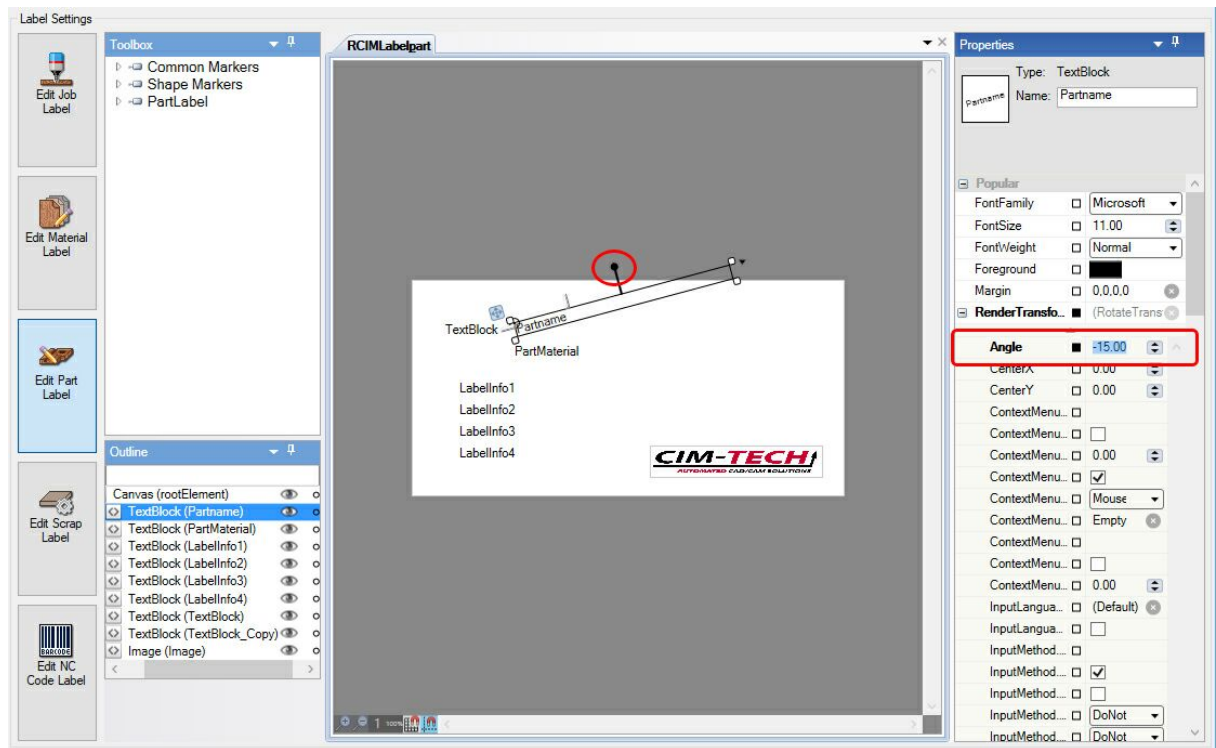 Label Settings
Edit Job
Label
Edit Material
Label
Edit Part
Label
Edit Scrap
Label
BARCODE
Edit NC
Code Label
Toolbox
Common Markers
Shape Markers
PartLabel
Outline
Canvas (rootElement)
TextBlock (Partname)
TextBlock (PartMaterial)
TextBlock (LabelInfo1)
TextBlock (LabelInfo2)
TextBlock (LabelInfo3)
TextBlock (LabelInfo4)
TextBlock (TextBlock)
TextBlock (TextBlock_Copy)
Image (Image)
RCIMLabelpart
TextBlock
Partname
PartMaterial
LabelInfo1
LabelInfo2
LabelInfo3
LabelInfo4
CIM-TECH
AUTOMATED CAD/CAM SOLUTIONS
1 100%
Properties
Partname
Type: TextBlock
Name: Partname
Popular
FontFamily Microsoft
FontSize 11.00
FontWeight Normal
Foreground
Margin 0,0,0,0
RenderTransfo... (RotateTrans
Angle -15.00
CenterX 0.00
CenterY 0.00
ContextMenu...
ContextMenu...
ContextMenu... 0.00
ContextMenu...
ContextMenu... Mouse
ContextMenu... Empty
ContextMenu...
ContextMenu...
ContextMenu... 0.00
InputLangua... (Default)
InputLangua...
InputMethod....
InputMethod....
InputMethod....
InputMethod.... DoNot
InputMethod.... DoNot